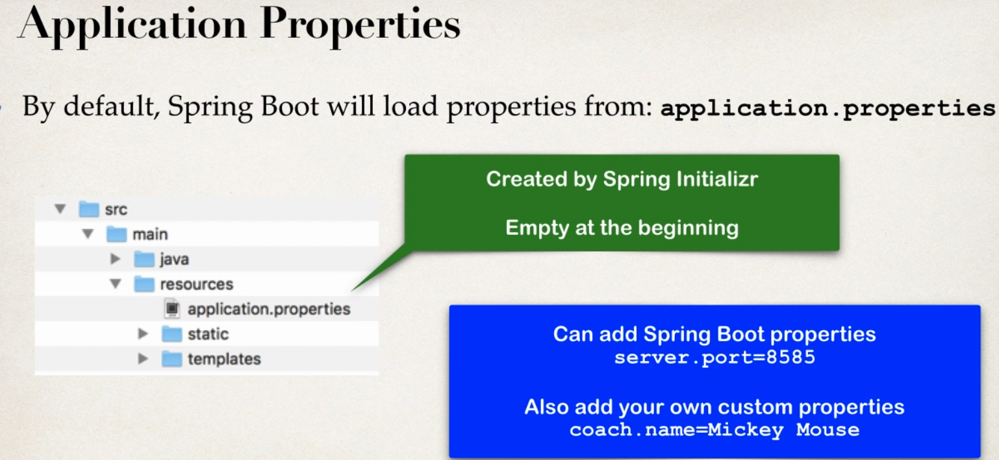 Application Properties
By default, Spring Boot will load properties from: application.properties
Created by Spring Initializr
Empty at the beginning
src
main
java
resources
application.properties
static
templates
Can add Spring Boot properties
server.port=8585
Also add your own custom properties
coach.name=Mickey Mouse